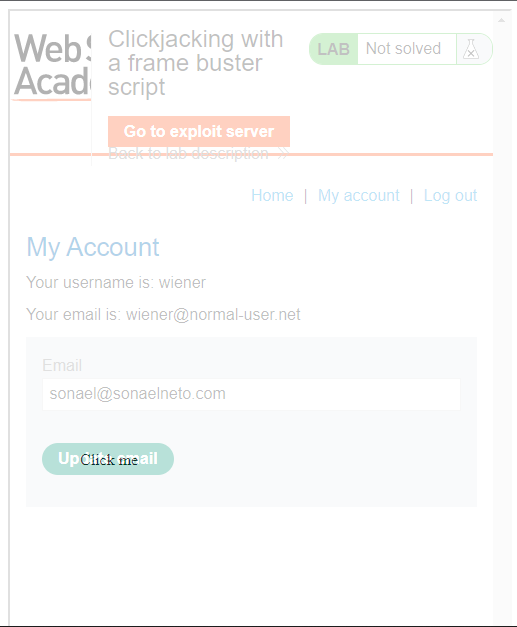 Web S
Acade
Clickjacking with
a frame buster
script
LAB Not solved
Go to exploit server
Back to lab description
Home | My account | Log out
My Account
Your username is: wiener
Your email is: wiener@normal-user.net
Email
sonael@sonaelneto.com
Update email
Click me